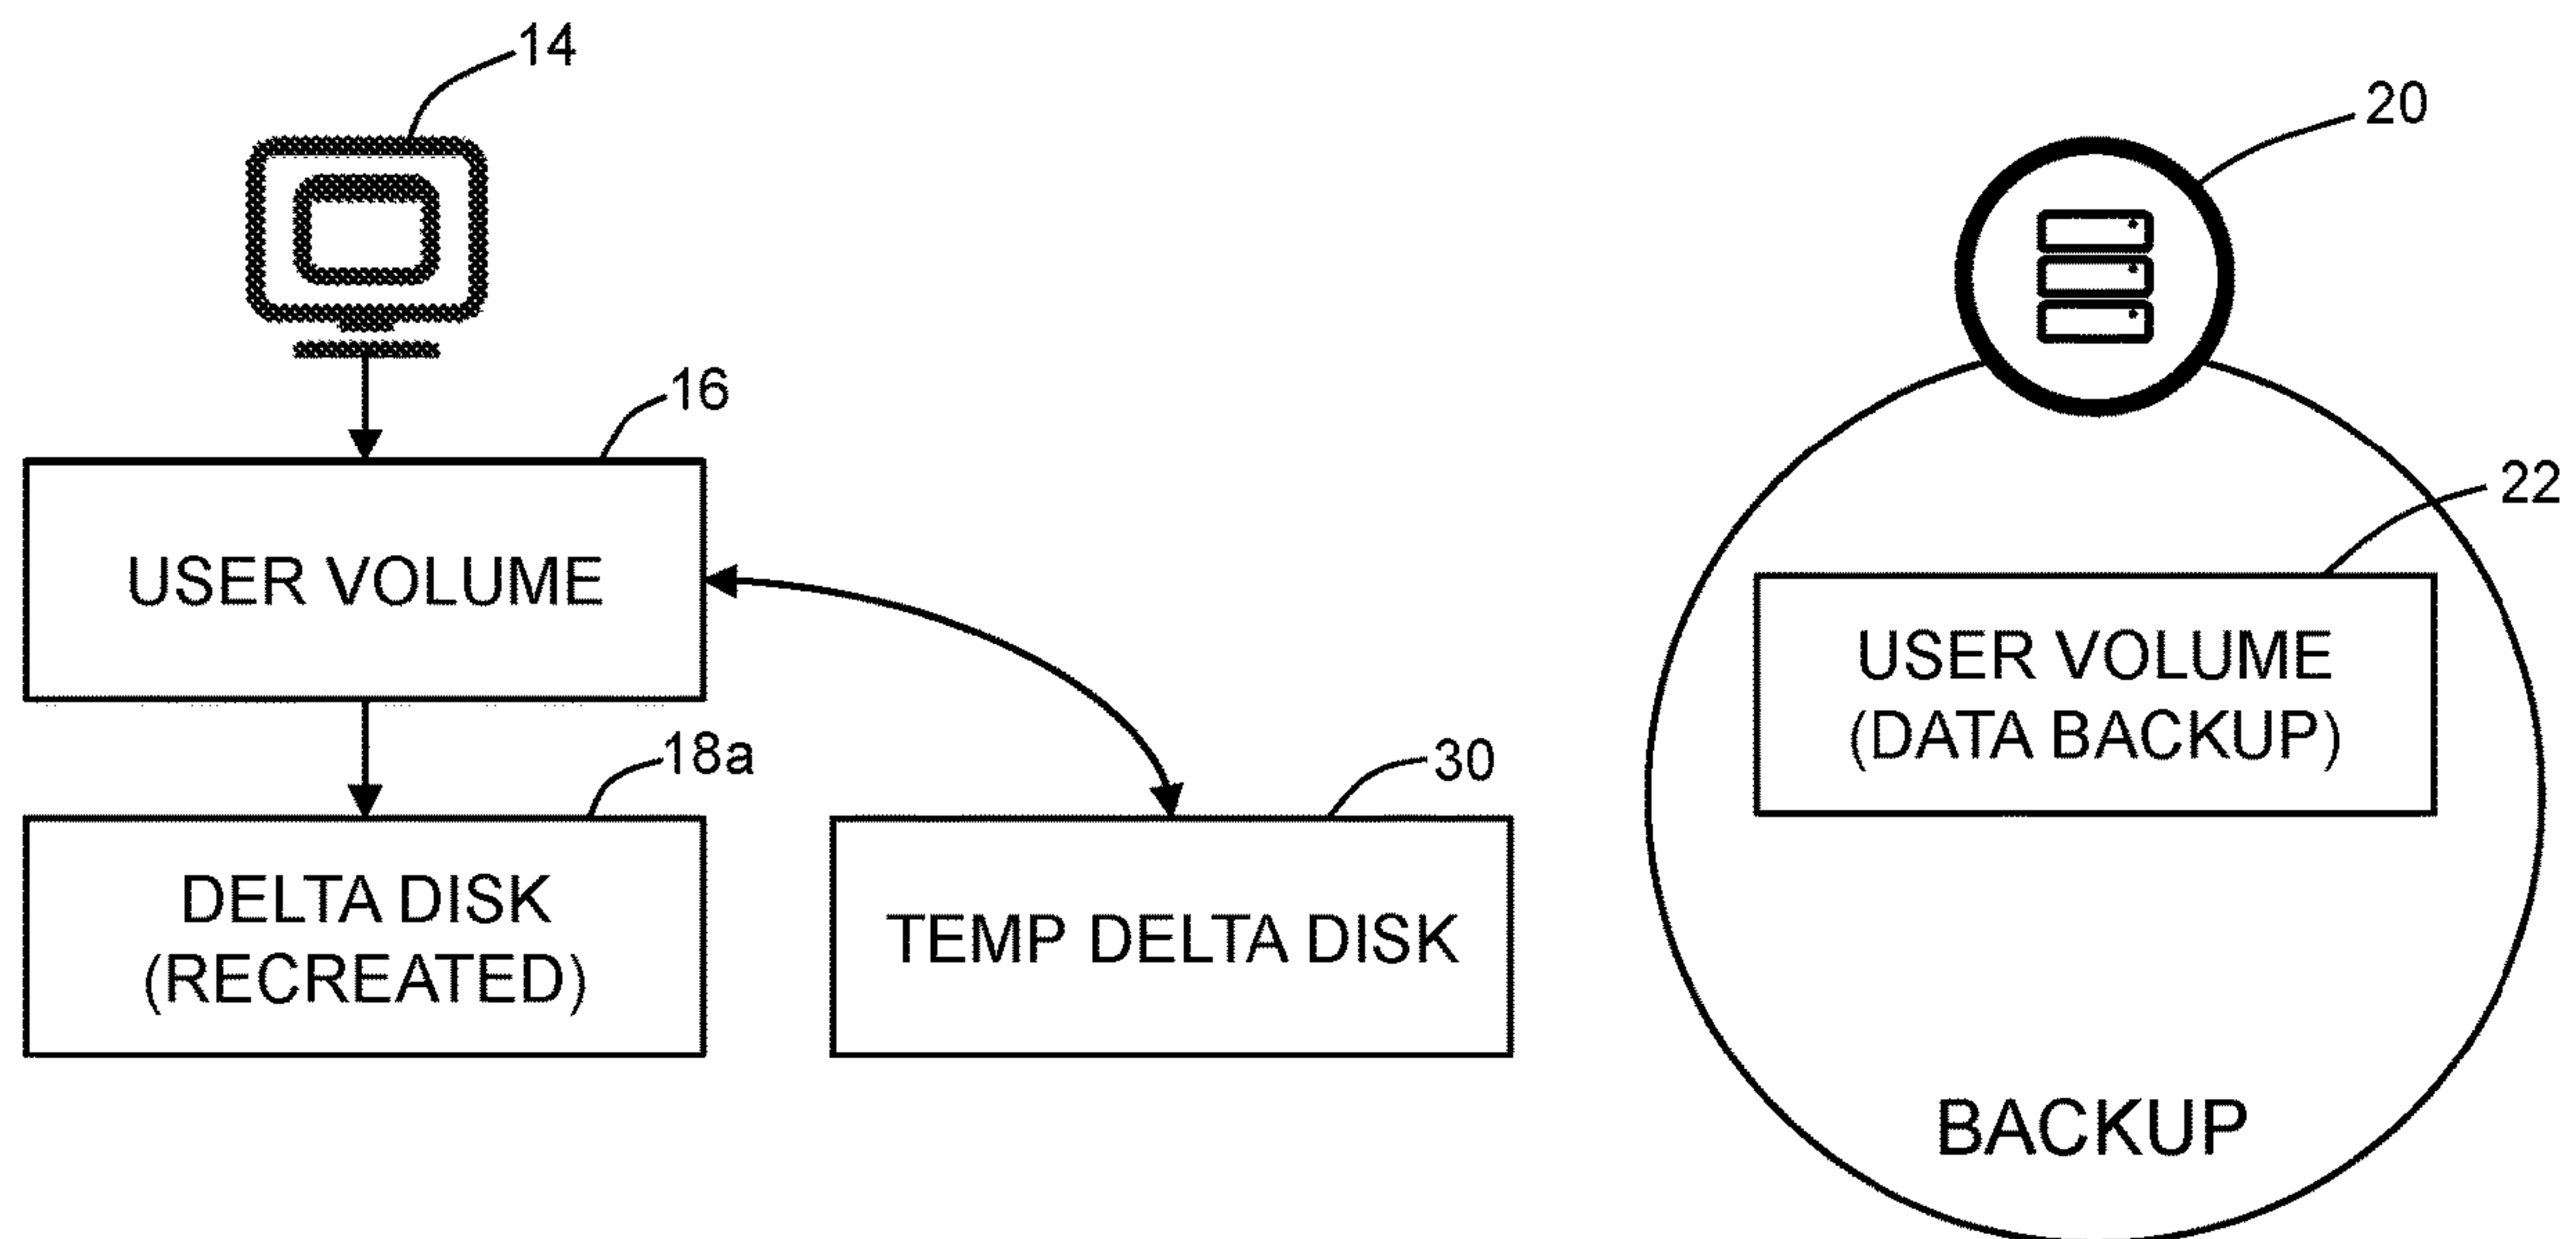 14
20
16
22
USER VOLUME
USER VOLUME
(DATA BACKUP)
18a
30
DELTA DISK
(RECREATED)
TEMP DELTA DISK
BACKUP